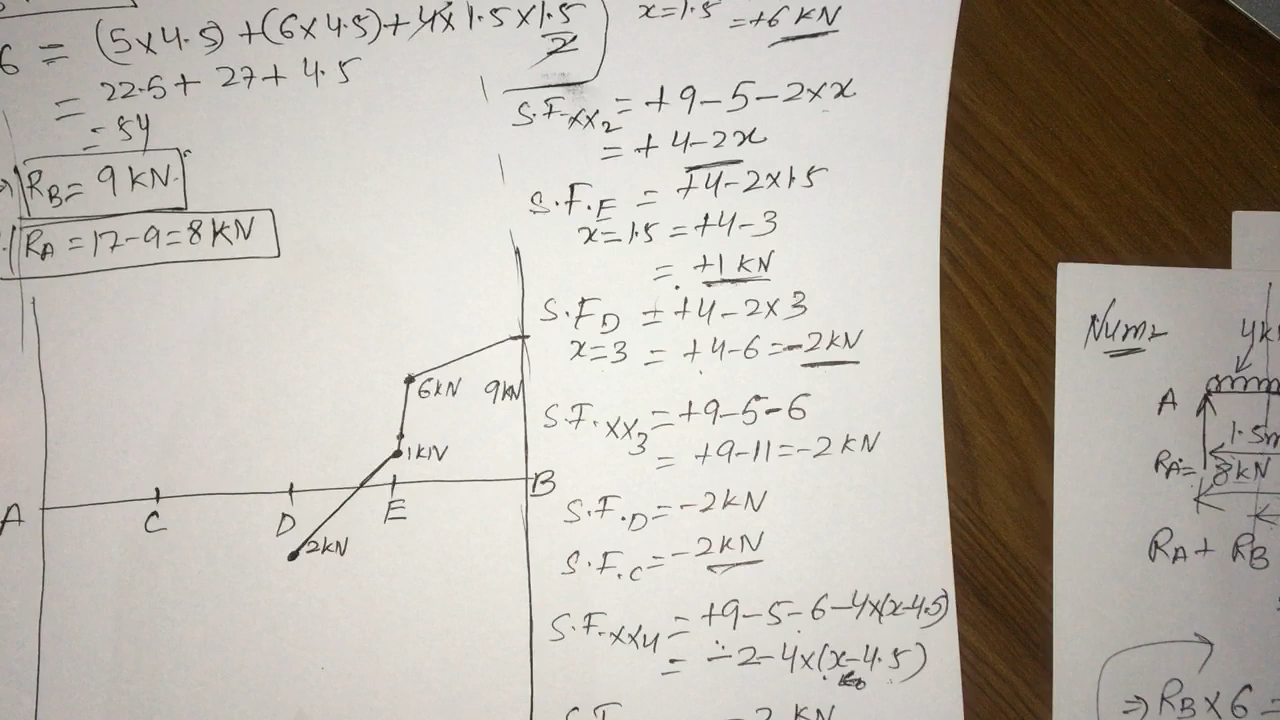 6 = (5×4.5) + (6×4.5) + 4×1.5×1.5/2
= 22.5 + 27 + 4.5
= 54
RB = 9 KN
RA = 17-9 = 8 KN
6KN
9KN
1KN
A C D E B
2KN
x=1.5 = +6 KN
S.F.xx2 = +9-5-2×x
= +4-2x
S.F.E = +4-2×1.5
x=1.5 = +4-3
= +1 KN
S.F.D = +4-2×3
x=3 = +4-6 = -2KN
S.F.xx3 = +9-5-6
= +9-11 = -2 KN
S.F.D = -2KN
S.F.C = -2KN
S.F.xx4 = +9-5-6-4×(x-4.5)
= -2-4×(x-4.5)
-2 KN
Num:
A
1.5m
RA = 8KN
RA + RB
⇒ RB×6 =